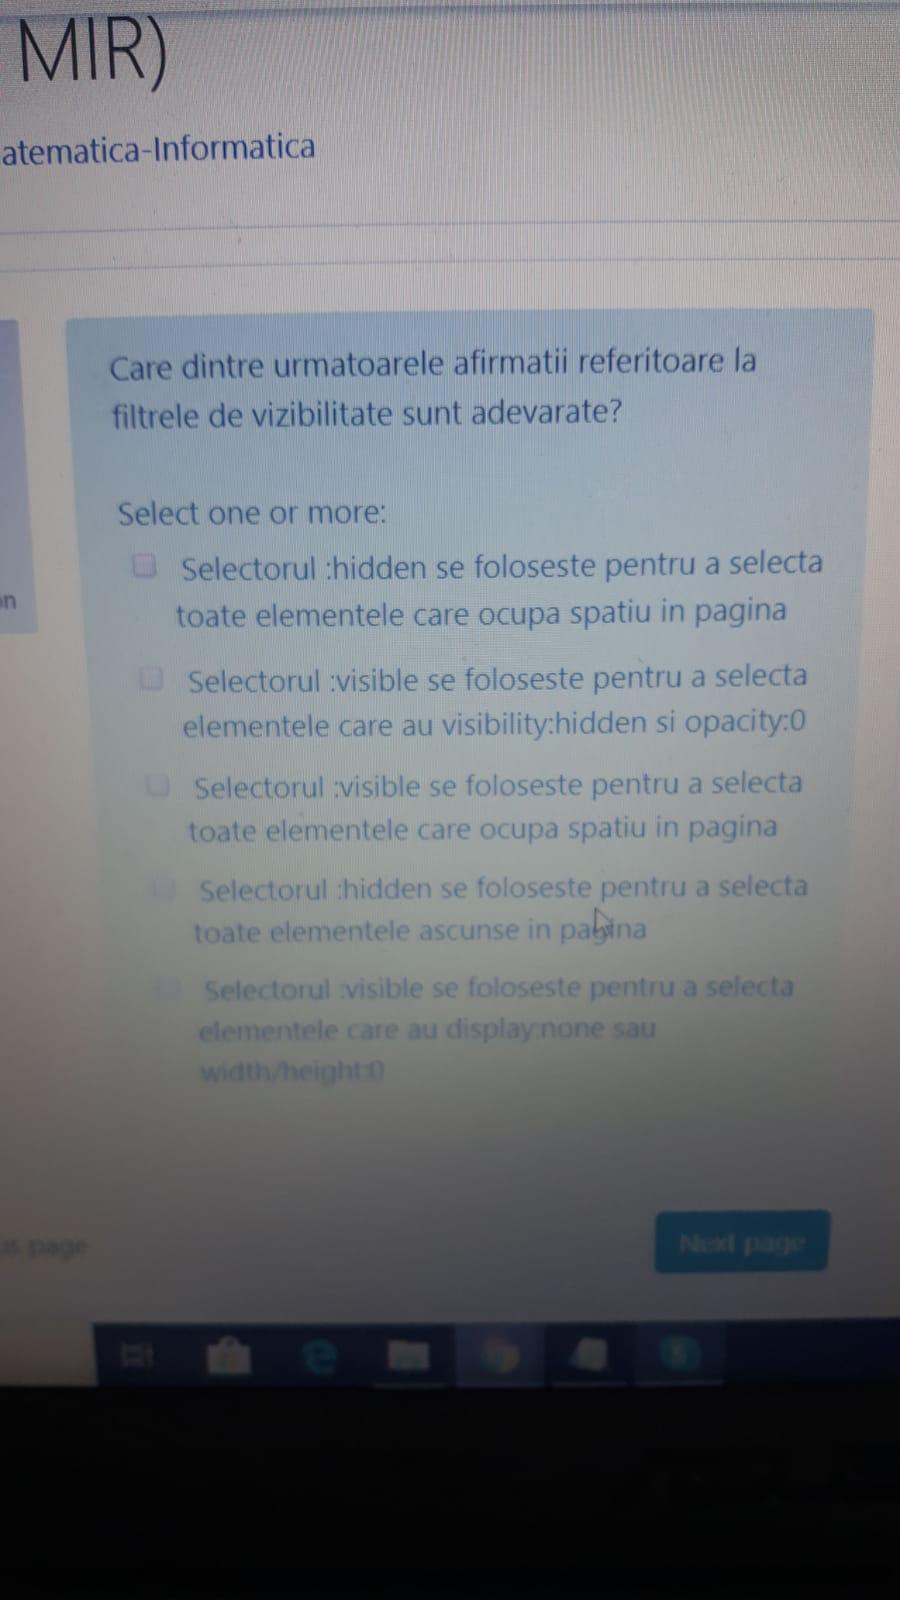 MIR)
atematica-Informatica
Care dintre urmatoarele afirmatii referitoare la
filtrele de vizibilitate sunt adevarate?
Select one or more:
Selectorul :hidden se foloseste pentru a selecta
toate elementele care ocupa spatiu in pagina
on
Selectorul :visible se foloseste pentru a selecta
elementele care au visibility:hidden si opacity:0
Selectorul :visible se foloseste pentru a selecta
toate elementele care ocupa spatiu in pagina
Selectorul :hidden se foloseste pentru a selecta
toate elementele ascunse in pagina
Selectorul :visible se foloseste pentru a selecta
elementele care au display:none sau
width/height:0
us page
Next page